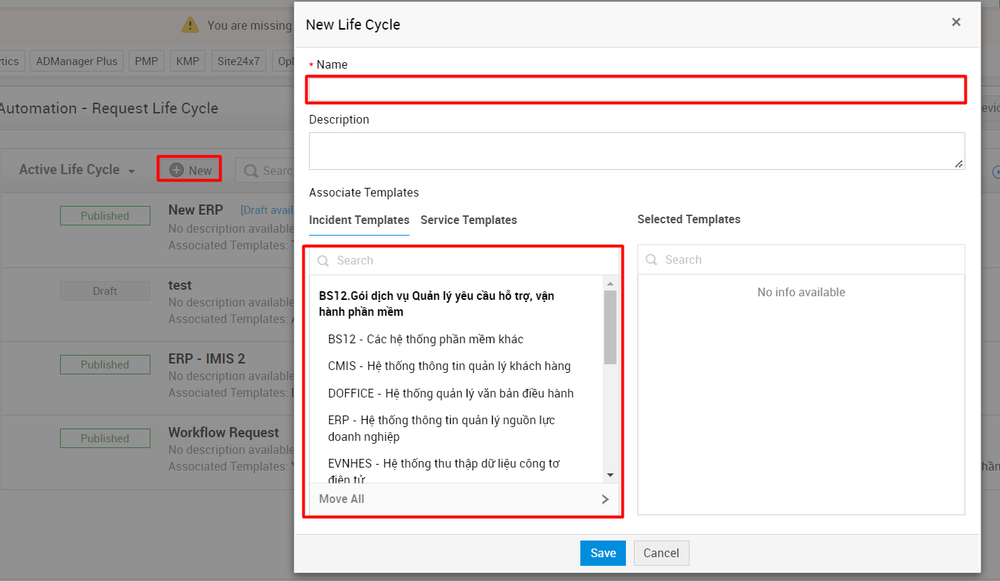 You are missing
ADManager Plus
PMP
KMP
Site24x7
Automation - Request Life Cycle
Active Life Cycle
New
Published
New ERP
No description available
Associated Templates:
Draft
test
No description available
Associated Templates:
Published
ERP - IMIS 2
No description available
Associated Templates:
Published
Workflow Request
No description available
Associated Templates:
New Life Cycle
* Name
Description
Associate Templates
Incident Templates
Service Templates
Search
BS12.Gói dịch vụ Quản lý yêu cầu hỗ trợ, vận
hành phần mềm
BS12 - Các hệ thống phần mềm khác
CMIS - Hệ thống thông tin quản lý khách hàng
DOFFICE - Hệ thống quản lý văn bản điều hành
ERP - Hệ thống thông tin quản lý nguồn lực
doanh nghiệp
EVNHES - Hệ thống thu thập dữ liệu công tơ
điện tử
Move All
Selected Templates
Search
No info available
Save
Cancel